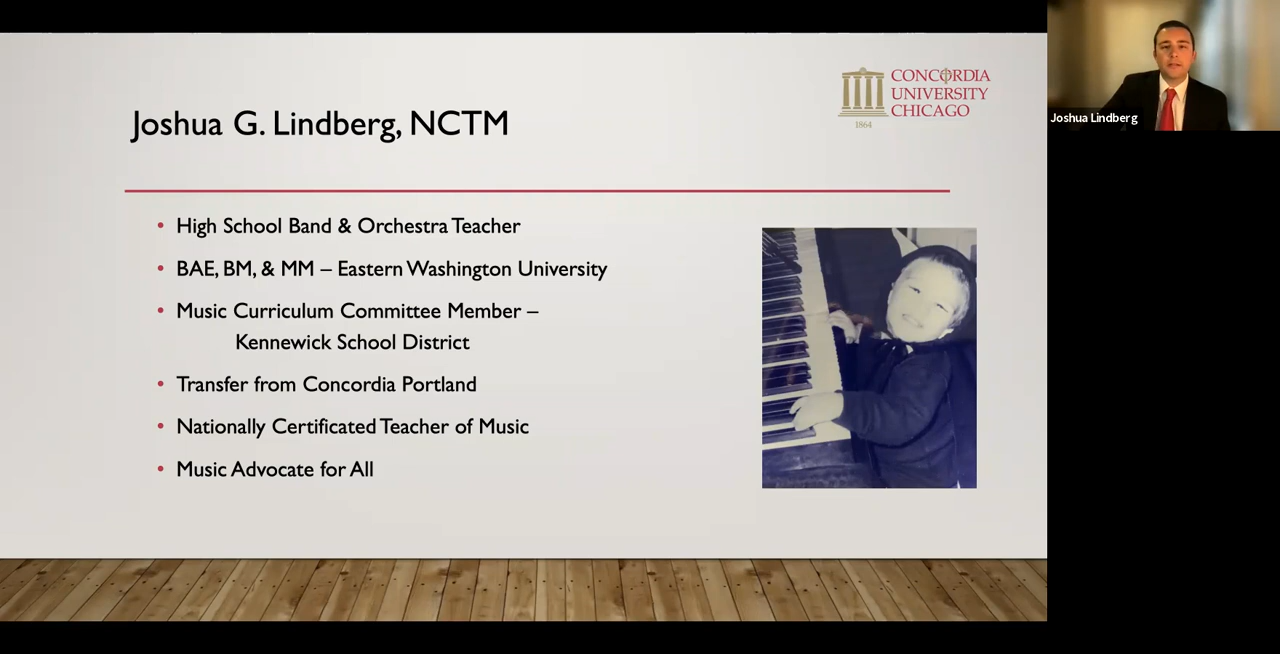 Joshua G. Lindberg, NCTM
CONCORDIA
UNIVERSITY
CHICAGO
1864
• High School Band & Orchestra Teacher
• BAE, BM, & MM – Eastern Washington University
• Music Curriculum Committee Member –
Kennewick School District
• Transfer from Concordia Portland
• Nationally Certificated Teacher of Music
• Music Advocate for All
Joshua Lindberg